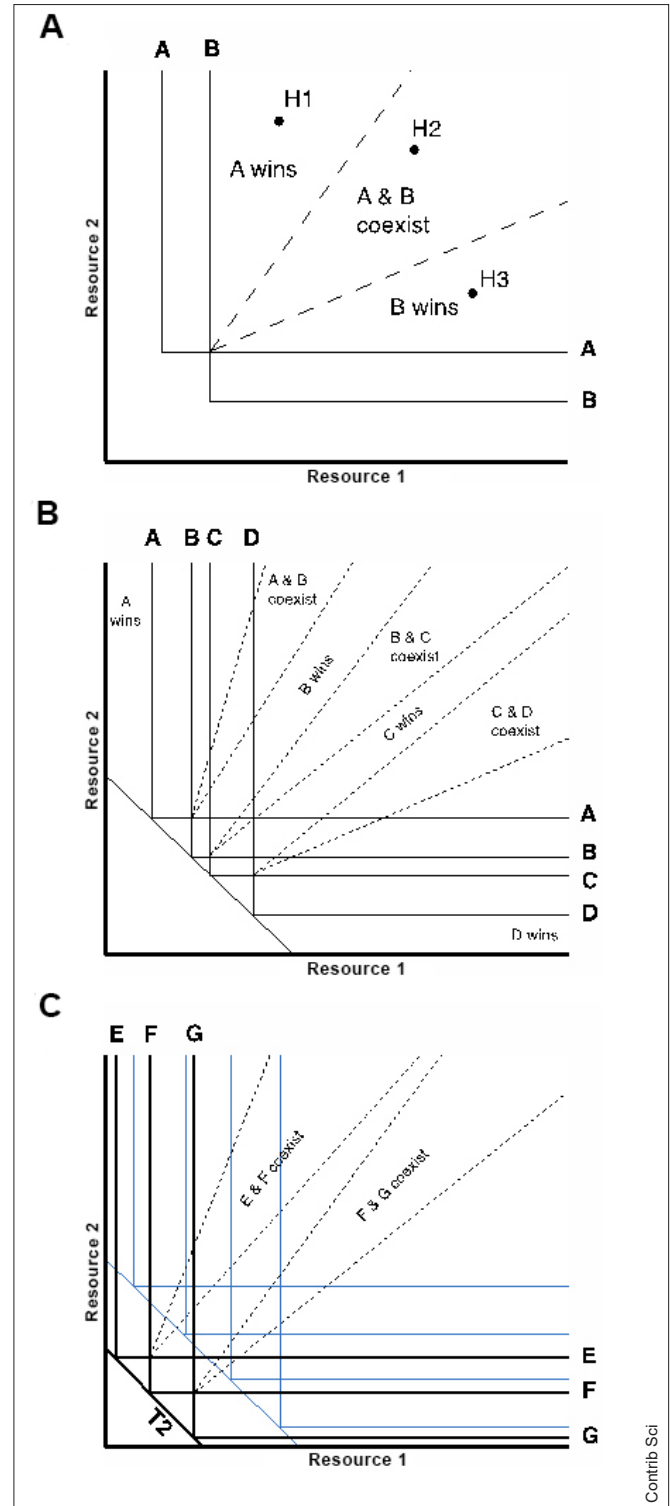 A
A B
H1
H2
A wins
A & B
coexist
H3
B wins
A
B
Resource 2
Resource 1
B
A B C D
A
wins
A & B
coexist
B wins
B & C
coexist
C wins
C & D
coexist
A
B
C
D
D wins
Resource 2
Resource 1
C
E F G
E & F coexist
F & G coexist
E
F
G
T2
Resource 2
Resource 1
Contrib Sci